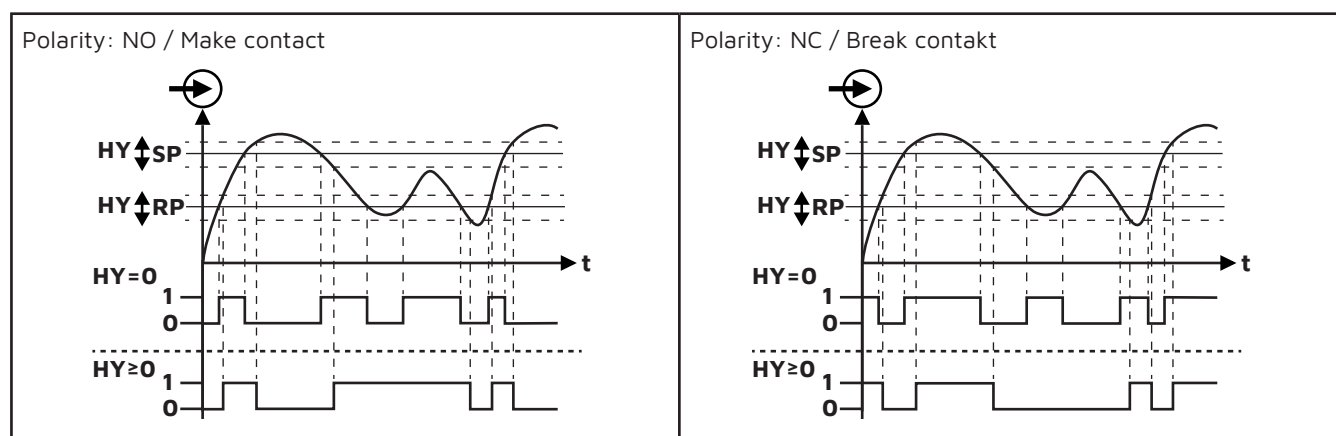 Polarity: NO / Make contact
HY SP
HY RP
t
HY=0
1
0
HY≥0
1
0
Polarity: NC / Break contakt
HY SP
HY RP
t
HY=0
1
0
HY≥0
1
0